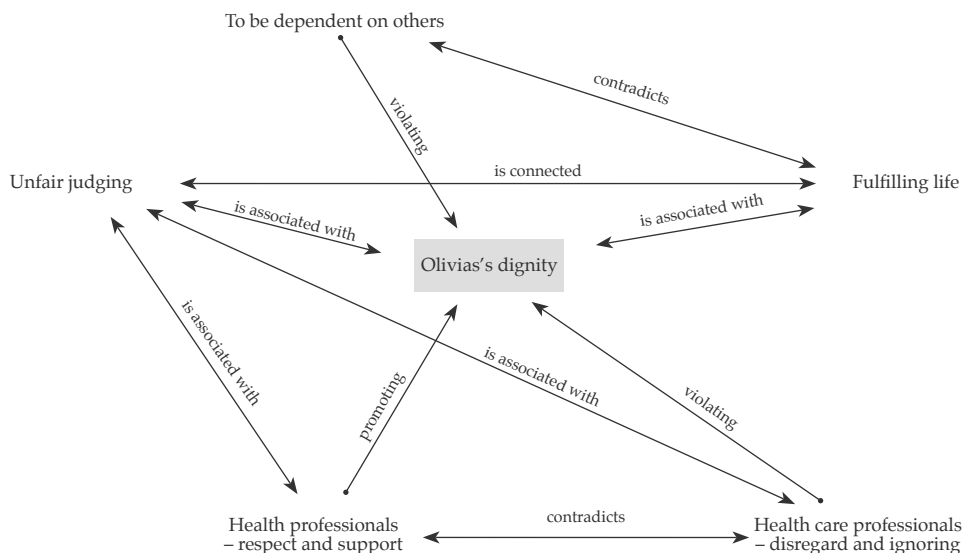 To be dependent on others
contradicts
violating
is connected
Unfair judging
Fulfilling life
is associated with
is associated with
Olivias's dignity
is associated with
is associated with
promoting
violating
Health professionals
– respect and support
contradicts
Health care professionals
– disregard and ignoring